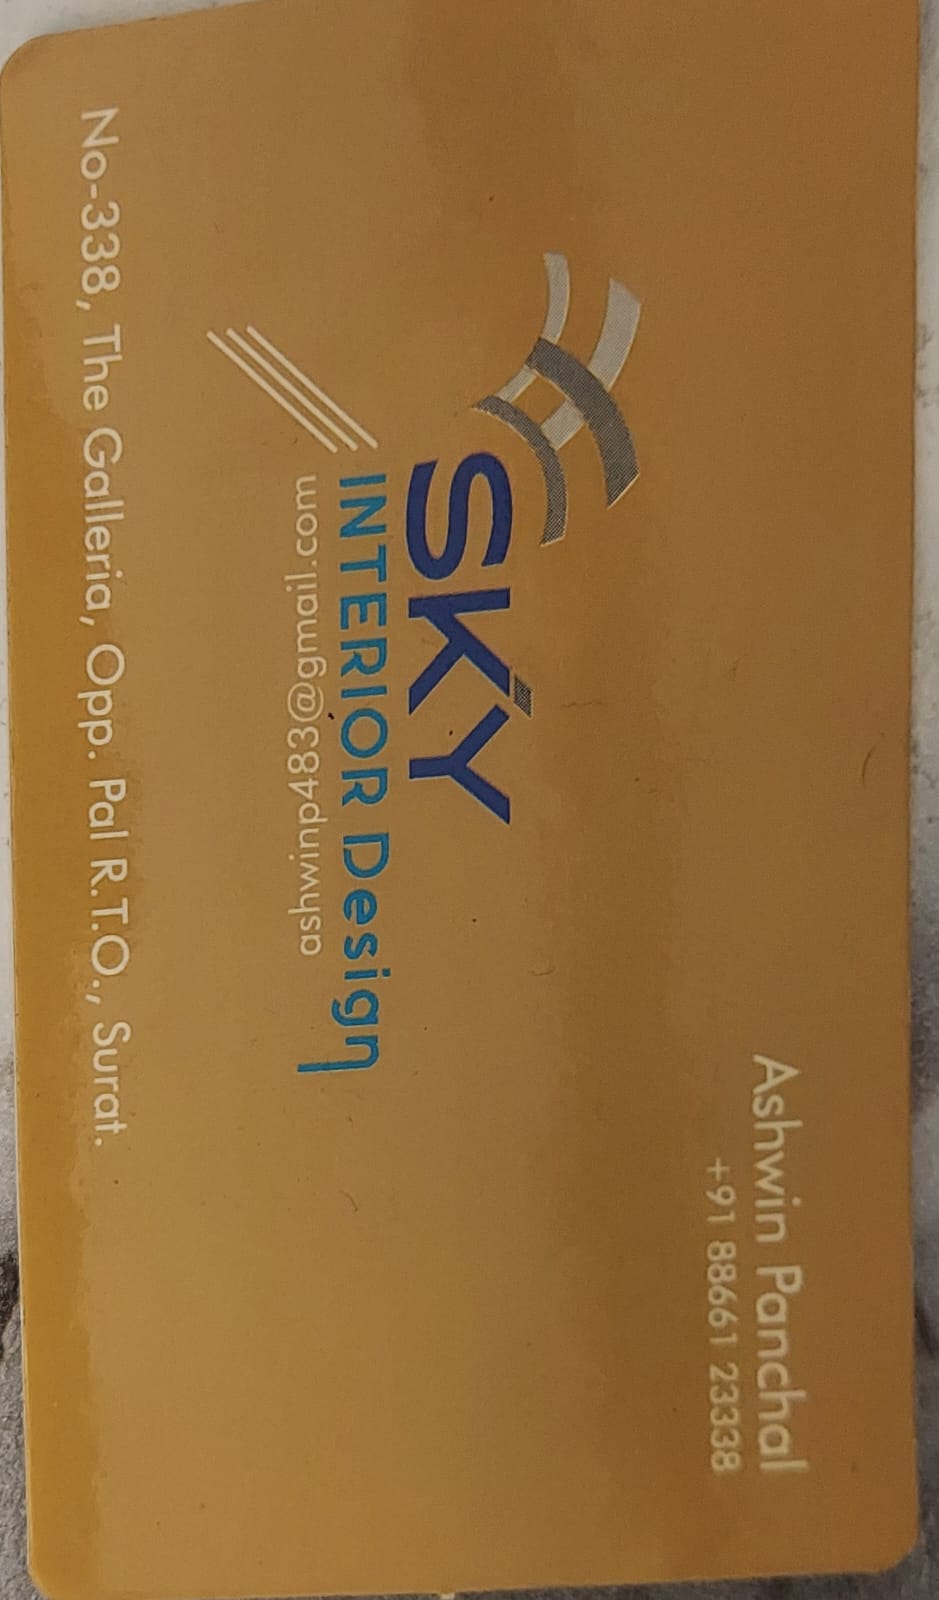 Ashwin Panchal
+91 88661 23338
SKY
INTERIOR Design
ashwinp483@gmail.com
No-338, The Galleria, Opp. Pal R.T.O., Surat.